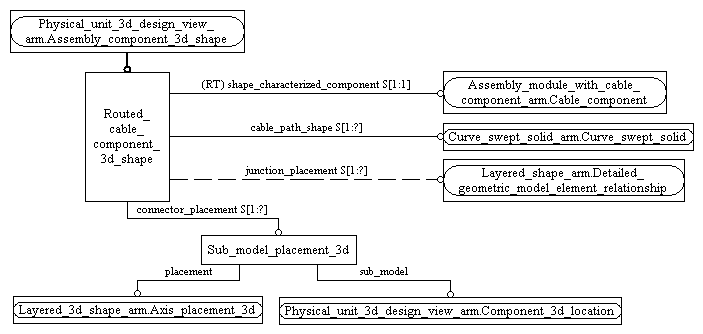 Physical_unit_3d_design_view_
arm.Assembly_component_3d_shape
(RT) shape_characterized_component S[1:1]
Assembly_module_with_cable_
component_arm.Cable_component
Routed_
cable_
component_
3d_shape
cable_path_shape S[1:?]
Curve_swept_solid_arm.Curve_swept_solid
junction_placement S[1:?]
Layered_shape_arm.Detailed_
geometric_model_element_relationship
connector_placement S[1:?]
Sub_model_placement_3d
placement
sub_model
Layered_3d_shape_arm.Axis_placement_3d
Physical_unit_3d_design_view_arm.Component_3d_location